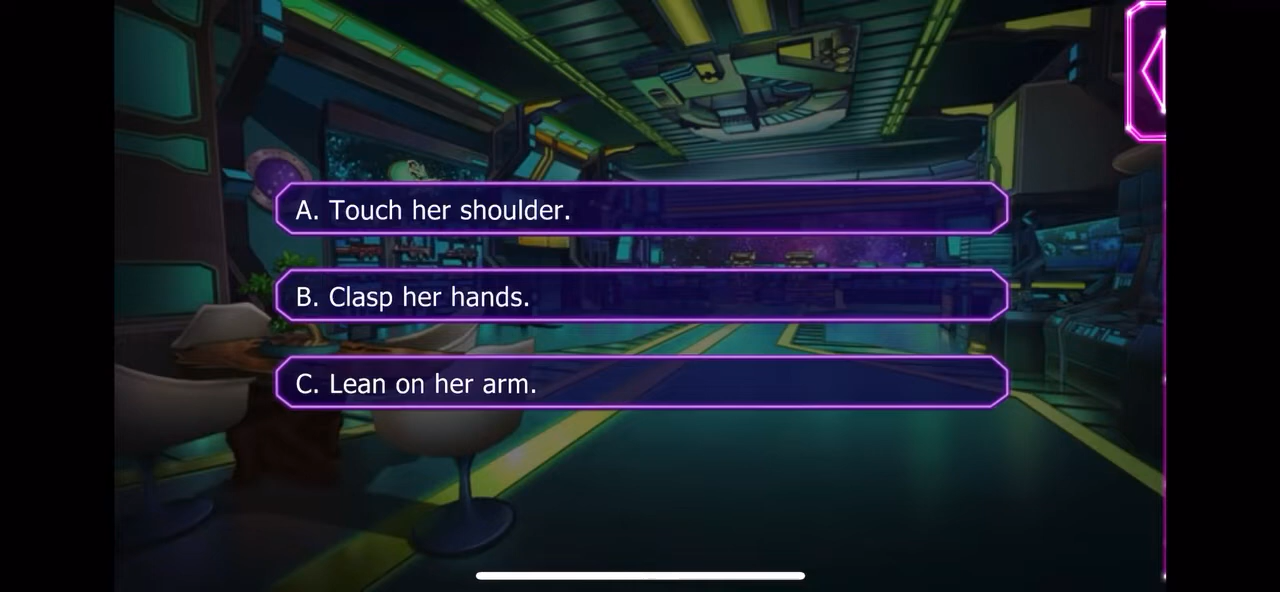 A. Touch her shoulder.
B. Clasp her hands.
C. Lean on her arm.